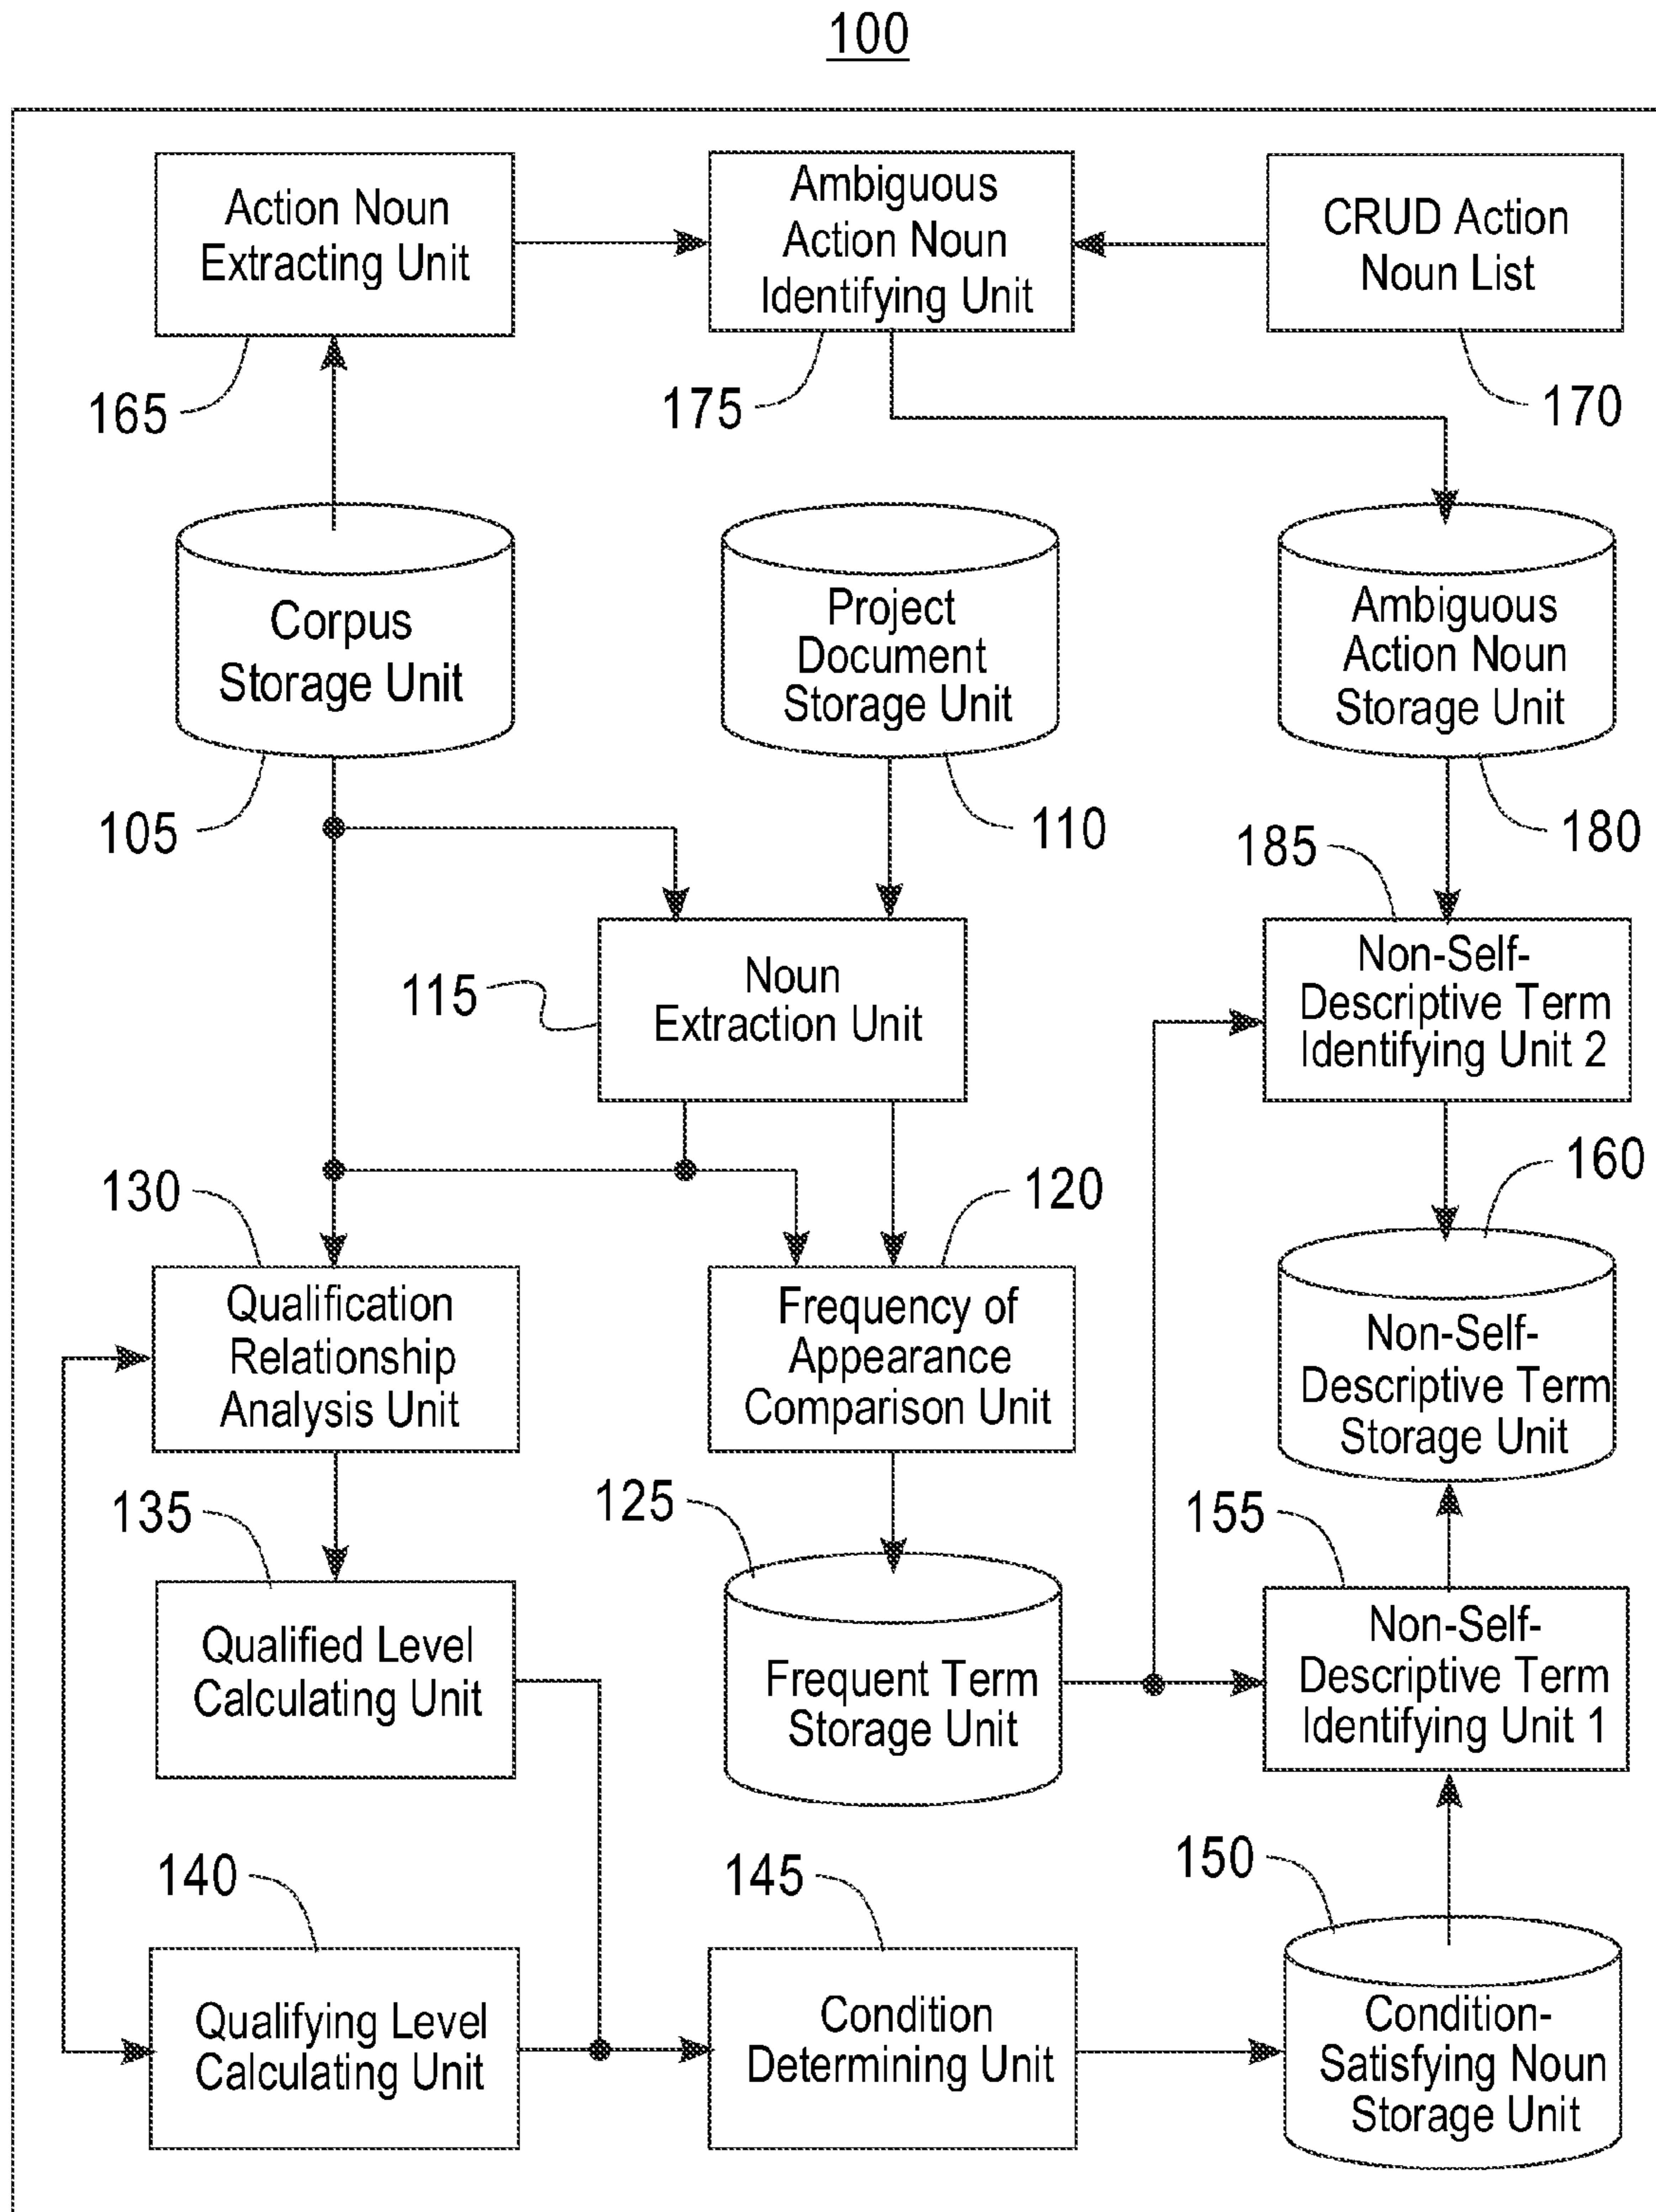 100
Action Noun
Extracting Unit
Ambiguous
Action Noun
Identifying Unit
CRUD Action
Noun List
165
175
170
Corpus
Storage Unit
Project
Document
Storage Unit
Ambiguous
Action Noun
Storage Unit
105
110
180
185
115
Noun
Extraction Unit
Non-Self-
Descriptive Term
Identifying Unit 2
130
120
160
Qualification
Relationship
Analysis Unit
Frequency of
Appearance
Comparison Unit
Non-Self-
Descriptive Term
Storage Unit
135
125
155
Qualified Level
Calculating Unit
Frequent Term
Storage Unit
Non-Self-
Descriptive Term
Identifying Unit 1
140
145
150
Qualifying Level
Calculating Unit
Condition
Determining Unit
Condition-
Satisfying Noun
Storage Unit